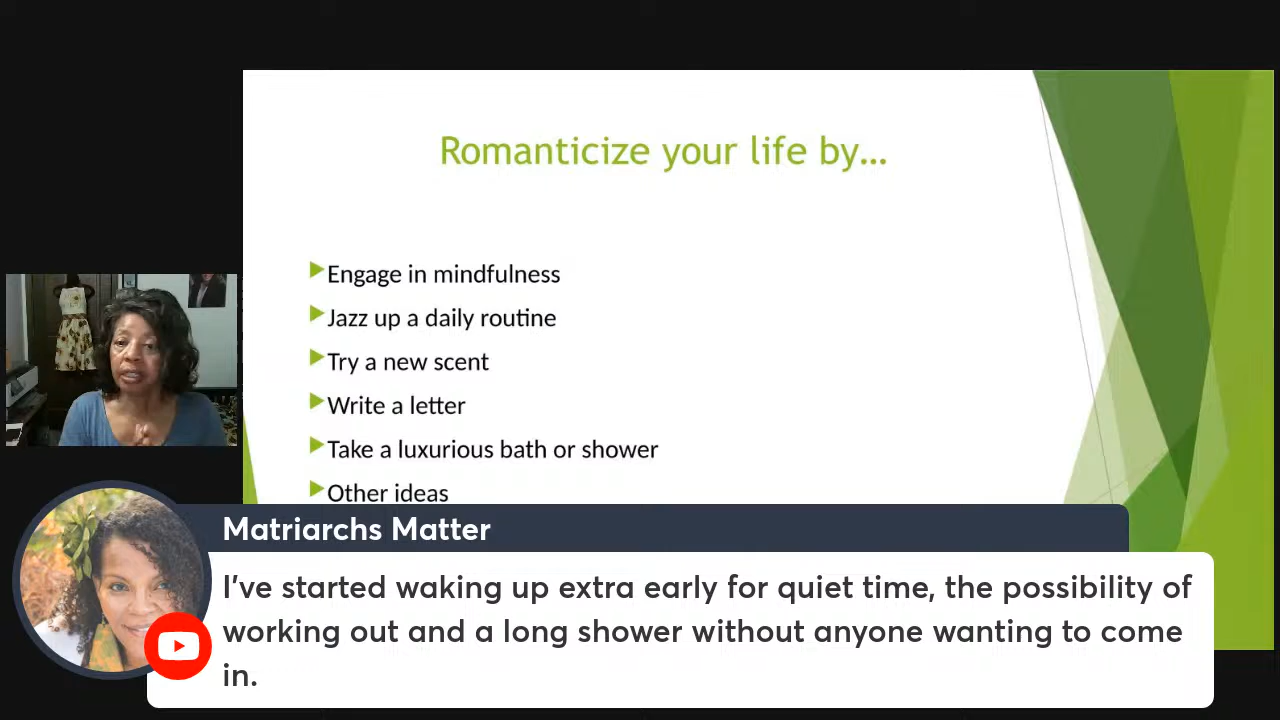 Romanticize your life by...
Engage in mindfulness
Jazz up a daily routine
Try a new scent
Write a letter
Take a luxurious bath or shower
Other ideas
Matriarchs Matter
I've started waking up extra early for quiet time, the possibility of
working out and a long shower without anyone wanting to come
in.